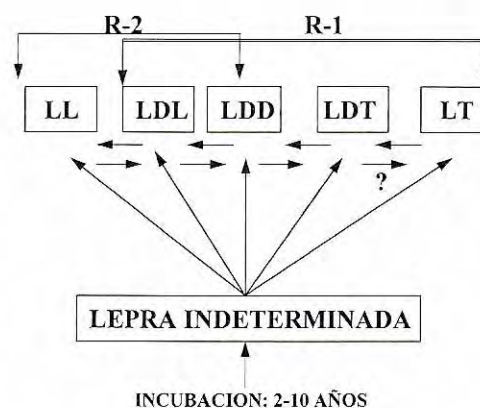 R-2 R-1
LL LDL LDD LDT LT
?
LEPRA INDETERMINADA
INCUBACION: 2-10 AÑOS